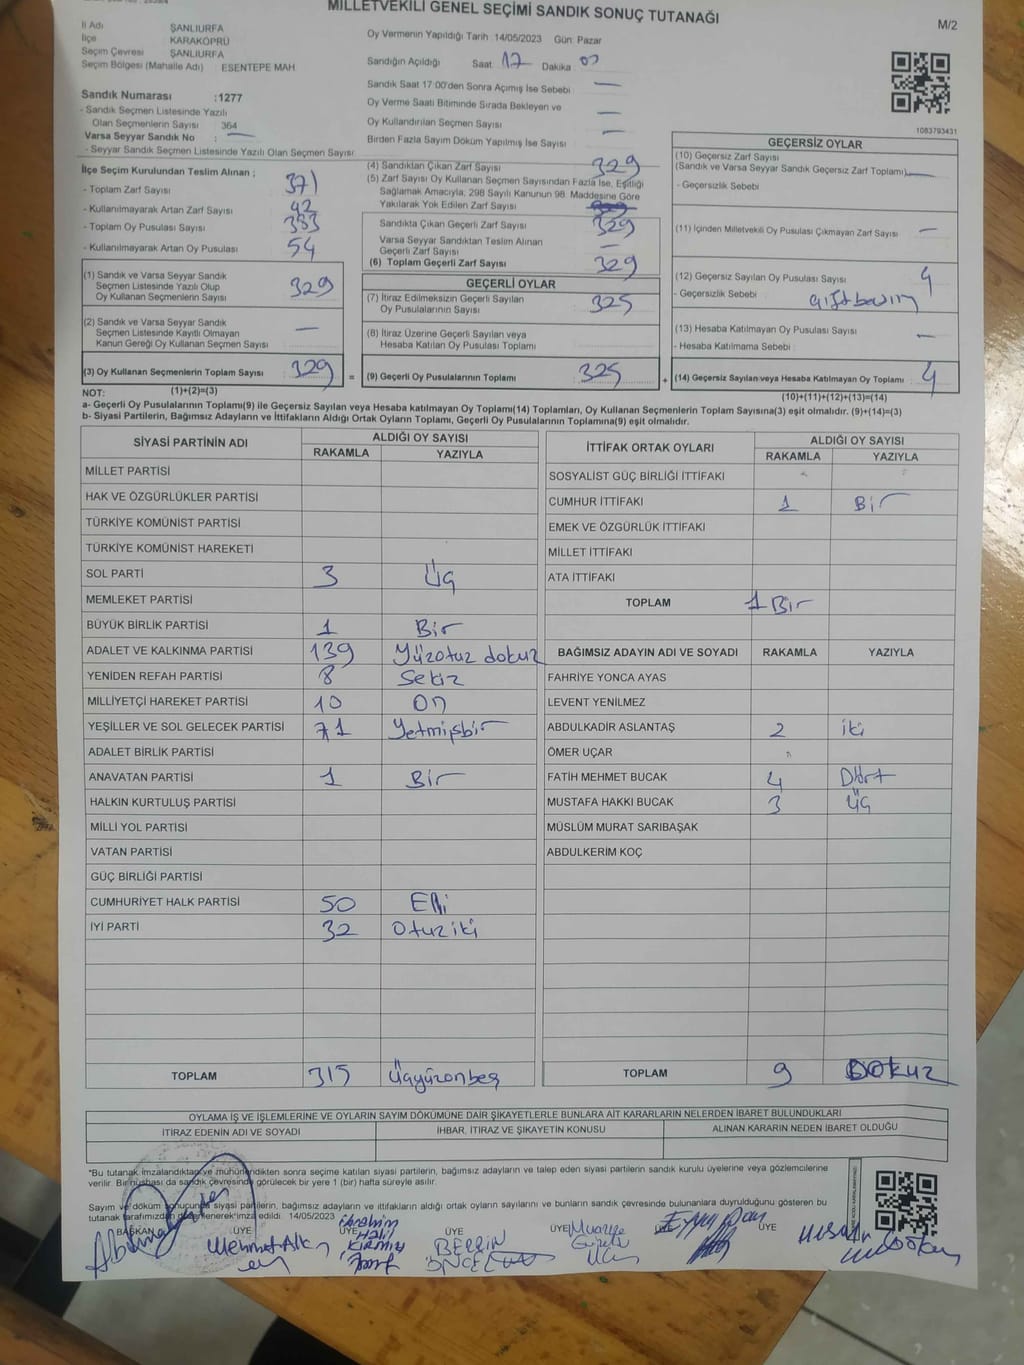 MİLLETVEKİLİ GENEL SEÇİMİ SANDIK SONUÇ TUTANAĞI
M/2
İl Adı ŞANLIURFA
İlçe KARAKÖPRÜ
Seçim Çevresi ŞANLIURFA
Seçim Bölgesi (Mahalle Adı) : ESENTEPE MAH
Sandık Numarası :1277
- Sandık Seçmen Listesinde Yazılı
Olan Seçmenlerin Sayısı 364
Varsa Seyyar Sandık No : —
- Seyyar Sandık Seçmen Listesinde Yazılı Olan Seçmen Sayısı:
Oy Vermenin Yapıldığı Tarih :14/05/2023 Gün: Pazar
Sandığın Açıldığı Saat 17 Dakika 00
Sandık Saat 17.00'den Sonra Açımış İse Sebebi —
Oy Verme Saati Bitiminde Sırada Bekleyen ve
Oy Kullandırılan Seçmen Sayısı —
Birden Fazla Sayım Döküm Yapılmış İse Sayısı —
1083793431
İlçe Seçim Kurulundan Teslim Alınan ;
- Toplam Zarf Sayısı 371
- Kullanılmayarak Artan Zarf Sayısı 42
- Toplam Oy Pusulası Sayısı 383
- Kullanılmayarak Artan Oy Pusulası 54
(4) Sandıktan Çıkan Zarf Sayısı 329
(5) Zarf Sayısı Oy Kullanan Seçmen Sayısından Fazla İse, Eşitliği
Sağlamak Amacıyla, 298 Sayılı Kanunun 98. Maddesine Göre
Yakılarak Yok Edilen Zarf Sayısı
Sandıkta Çıkan Geçerli Zarf Sayısı 329
Varsa Seyyar Sandıktan Teslim Alınan
Geçerli Zarf Sayısı —
(6) Toplam Geçerli Zarf Sayısı 329
GEÇERSİZ OYLAR
(10) Geçersiz Zarf Sayısı
(Sandık ve Varsa Seyyar Sandık Geçersiz Zarf Toplamı) —
- Geçersizlik Sebebi
(11) İçinden Milletvekili Oy Pusulası Çıkmayan Zarf Sayısı —
(12) Geçersiz Sayılan Oy Pusulası Sayısı 4
- Geçersizlik Sebebi : çift basım
(13) Hesaba Katılmayan Oy Pusulası Sayısı —
- Hesaba Katılmama Sebebi :
(14) Geçersiz Sayılan veya Hesaba Katılmayan Oy Toplamı 4
(1) Sandık ve Varsa Seyyar Sandık
Seçmen Listesinde Yazılı Olup
Oy Kullanan Seçmenlerin Sayısı 329
(2) Sandık ve Varsa Seyyar Sandık
Seçmen Listesinde Kayıtlı Olmayan
Kanun Gereği Oy Kullanan Seçmen Sayısı —
(3) Oy Kullanan Seçmenlerin Toplam Sayısı 329
GEÇERLİ OYLAR
(7) İtiraz Edilmeksizin Geçerli Sayılan
Oy Pusulasının Sayısı 325
(8) İtiraz Üzerine Geçerli Sayılan veya
Hesaba Katılan Oy Pusulası Toplamı
= (9) Geçerli Oy Pusulalarının Toplamı : 325 +
NOT: (1)+(2)=(3) (10)+(11)+(12)+(13)=(14)
a- Geçerli Oy Pusulalarının Toplamı(9) ile Geçersiz Sayılan veya Hesaba katılmayan Oy Toplamı(14) Toplamları, Oy Kullanan Seçmenlerin Toplam Sayısına(3) eşit olmalıdır. (9)+(14)=(3)
b- Siyasi Partilerin, Bağımsız Adayların ve İttifakların Aldığı Ortak Oyların Toplamı, Geçerli Oy Pusulalarının Toplamına(9) eşit olmalıdır.
SİYASİ PARTİNİN ADI ALDIĞI OY SAYISI
RAKAMLA YAZIYLA
MİLLET PARTİSİ
HAK VE ÖZGÜRLÜKLER PARTİSİ
TÜRKİYE KOMÜNİST PARTİSİ
TÜRKİYE KOMÜNİST HAREKETİ
SOL PARTİ 3 Üç
MEMLEKET PARTİSİ
BÜYÜK BİRLİK PARTİSİ 1 Bir
ADALET VE KALKINMA PARTİSİ 139 Yüzotuz dokuz
YENİDEN REFAH PARTİSİ 8 Sekiz
MİLLİYETÇİ HAREKET PARTİSİ 10 On
YEŞİLLER VE SOL GELECEK PARTİSİ 71 Yetmişbir
ADALET BİRLİK PARTİSİ
ANAVATAN PARTİSİ 1 Bir
HALKIN KURTULUŞ PARTİSİ
MİLLİ YOL PARTİSİ
VATAN PARTİSİ
GÜÇ BİRLİĞİ PARTİSİ
CUMHURİYET HALK PARTİSİ 50 Elli
İYİ PARTİ 32 Otuziki
TOPLAM 315 Üçyüzonbeş
İTTİFAK ORTAK OYLARI ALDIĞI OY SAYISI
RAKAMLA YAZIYLA
SOSYALİST GÜÇ BİRLİĞİ İTTİFAKI
CUMHUR İTTİFAKI 1 Bir
EMEK VE ÖZGÜRLÜK İTTİFAKI
MİLLET İTTİFAKI
ATA İTTİFAKI
TOPLAM 1 Bir
BAĞIMSIZ ADAYIN ADI VE SOYADI RAKAMLA YAZIYLA
FAHRİYE YONCA AYAS
LEVENT YENİLMEZ
ABDULKADİR ASLANTAŞ 2 iki
ÖMER UÇAR
FATİH MEHMET BUCAK 4 Dört
MUSTAFA HAKKI BUCAK 3 üç
MÜSLÜM MURAT SARIBAŞAK
ABDULKERİM KOÇ
TOPLAM 9 DOKUZ
OYLAMA İŞ VE İŞLEMLERİNE VE OYLARIN SAYIM DÖKÜMÜNE DAİR ŞİKAYETLERLE BUNLARA AİT KARARLARIN NELERDEN İBARET BULUNDUKLARI
İTİRAZ EDENİN ADI VE SOYADI İHBAR, İTİRAZ VE ŞİKAYETİN KONUSU ALINAN KARARIN NEDEN İBARET OLDUĞU
*Bu tutanak imzalandıktan ve mühürlendikten sonra seçime katılan siyasi partilerin, bağımsız adayların ve talep eden siyasi partilerin sandık kurulu üyelerine veya gözlemcilerine
verilir. Bir nüshası da sandık çevresinde görülecek bir yere 1 (bir) hafta süreyle asılır.
Sayım ve döküm sonucunda siyasi partilerin, bağımsız adayların ve ittifakların aldığı ortak oyların sayılarını ve bunların sandık çevresinde bulunanlara duyrulduğunu gösteren bu
tutanak tarafımızdan düzenlenerek imza edildi. 14/05/2023
BAŞKAN ÜYE ÜYE ÜYE ÜYE ÜYE
Mehmet
İbrahim
Halil
BERRİN
ÖNCEL